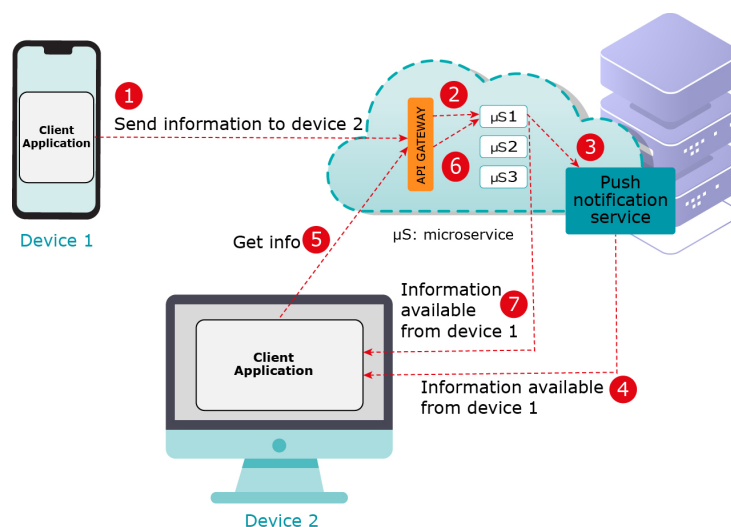 1
Send information to device 2
Client
Application
Device 1
API GATEWAY
2
6
µS1
µS2
µS3
3
Push
notification
service
µS: microservice
Get info
5
Information
available
from device 1
7
Client
Application
Information available
from device 1
4
Device 2